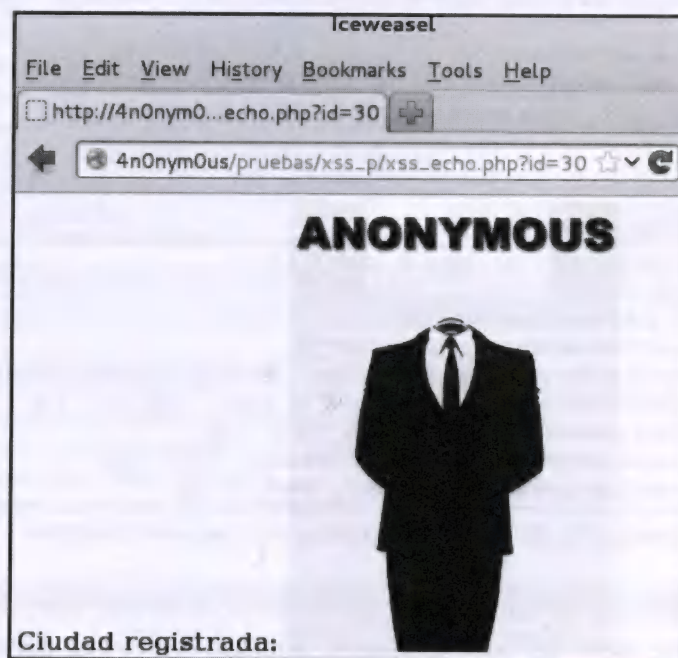 Iceweasel
File Edit View History Bookmarks Tools Help
http://4n0nym0...echo.php?id=30
4n0nym0us/pruebas/xss_p/xss_echo.php?id=30
ANONYMOUS
Ciudad registrada: